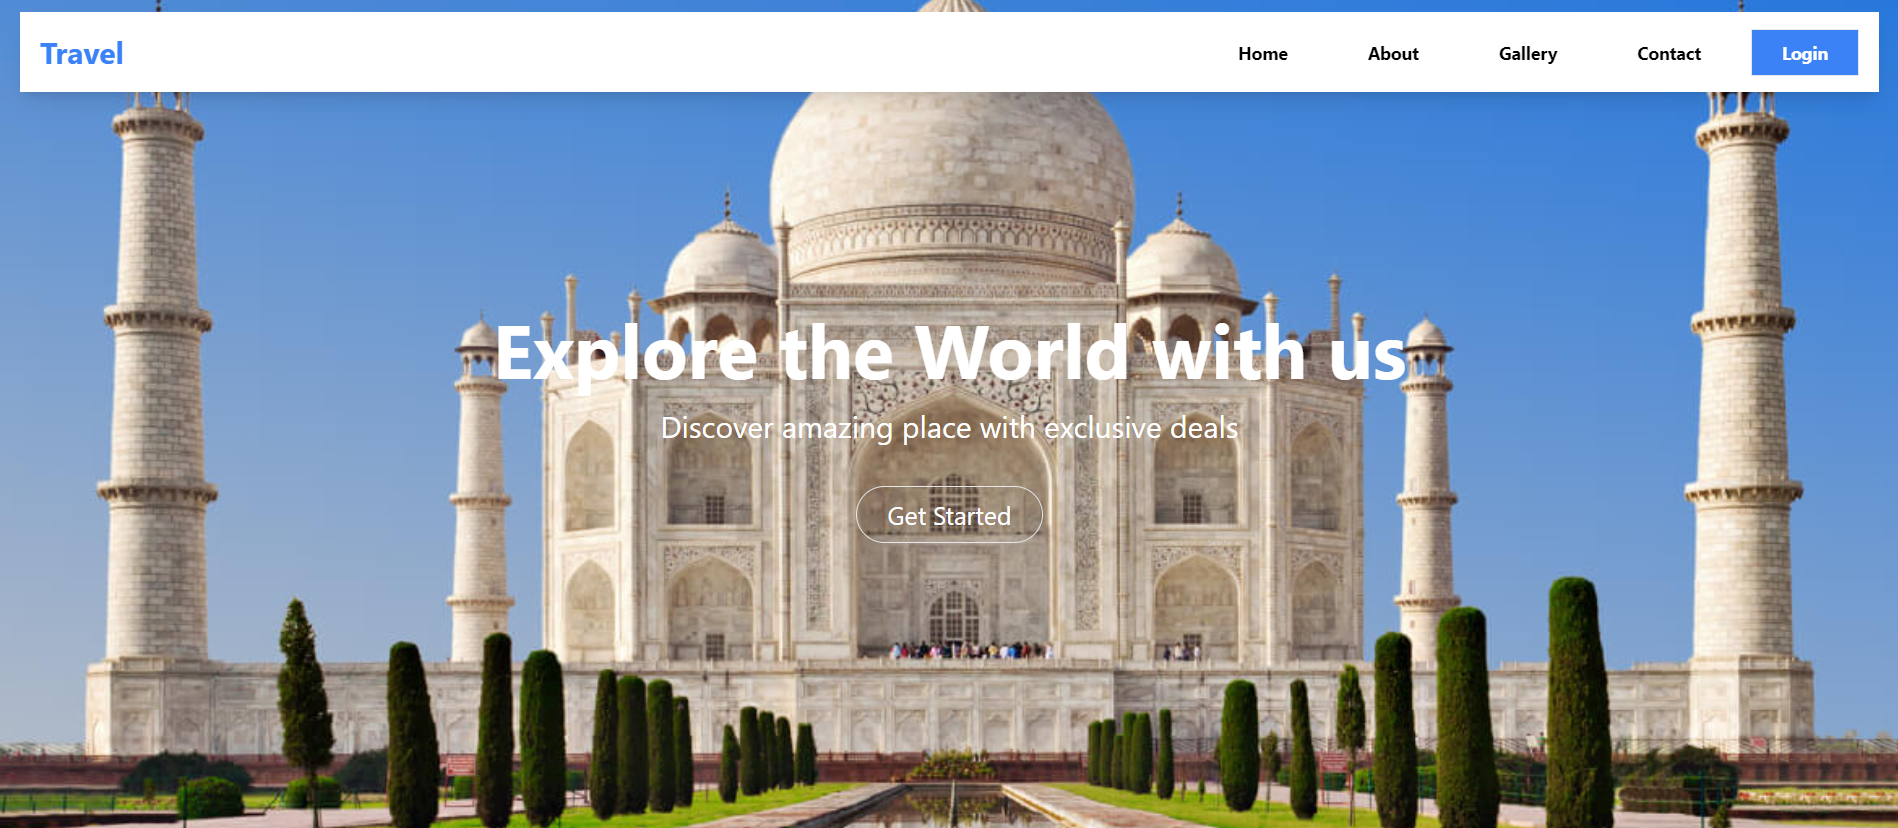 Travel
Home
About
Gallery
Contact
Login
Explore the World with us
Discover amazing place with exclusive deals
Get Started